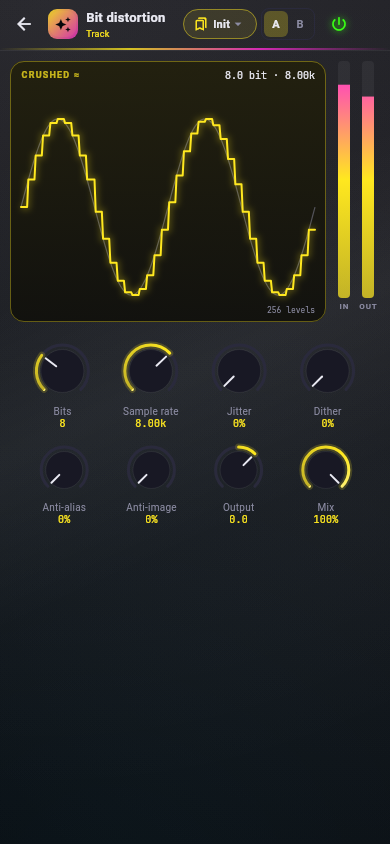 Bit distortion
Track
Init
A B
CRUSHED ≈
8.0 bit · 8.00k
256 levels
IN OUT
Bits Sample rate Jitter Dither
8 8.00k 0% 0%
Anti-alias Anti-image Output Mix
0% 0% 0.0 100%